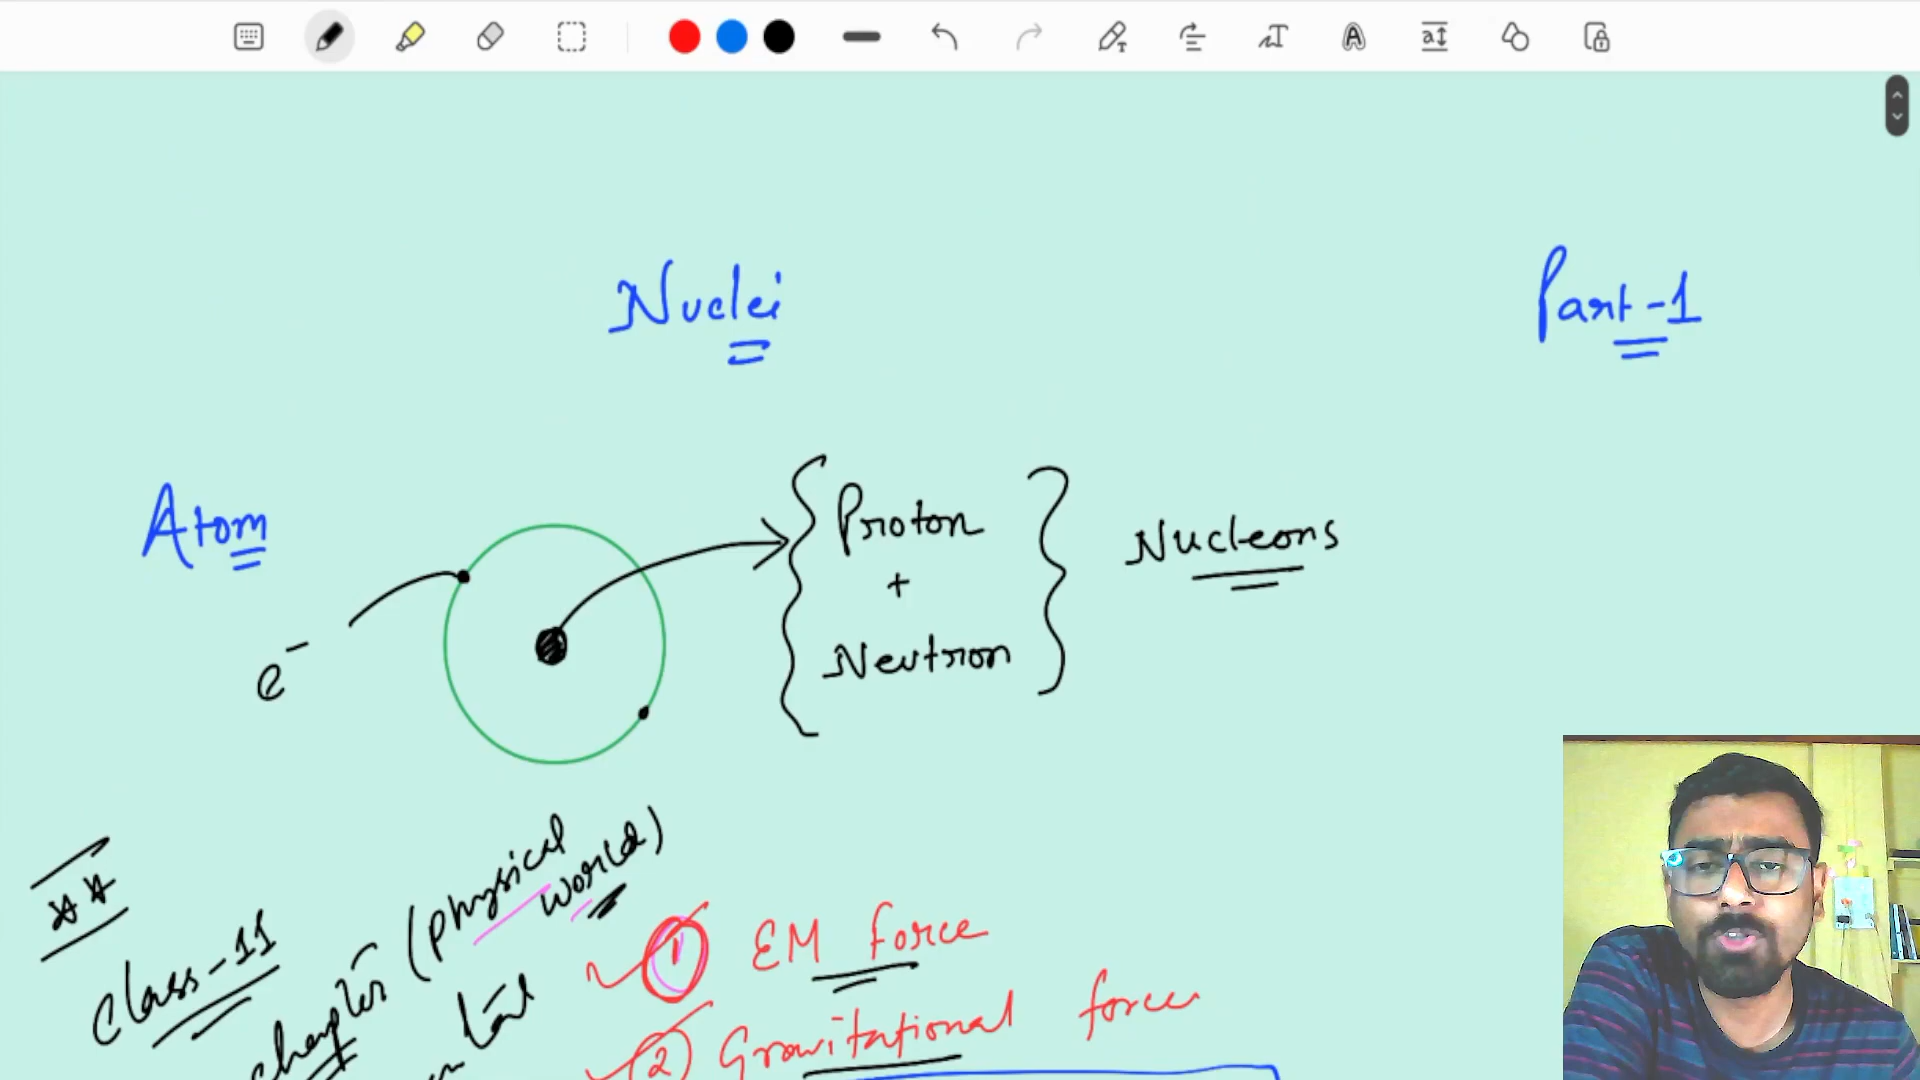 Nuclei
Part-1
Atom
Proton
+
Neutron
Nucleons
e⁻
Class-11
chapter (physical
world)
1 EM force
(2) Gravitational force